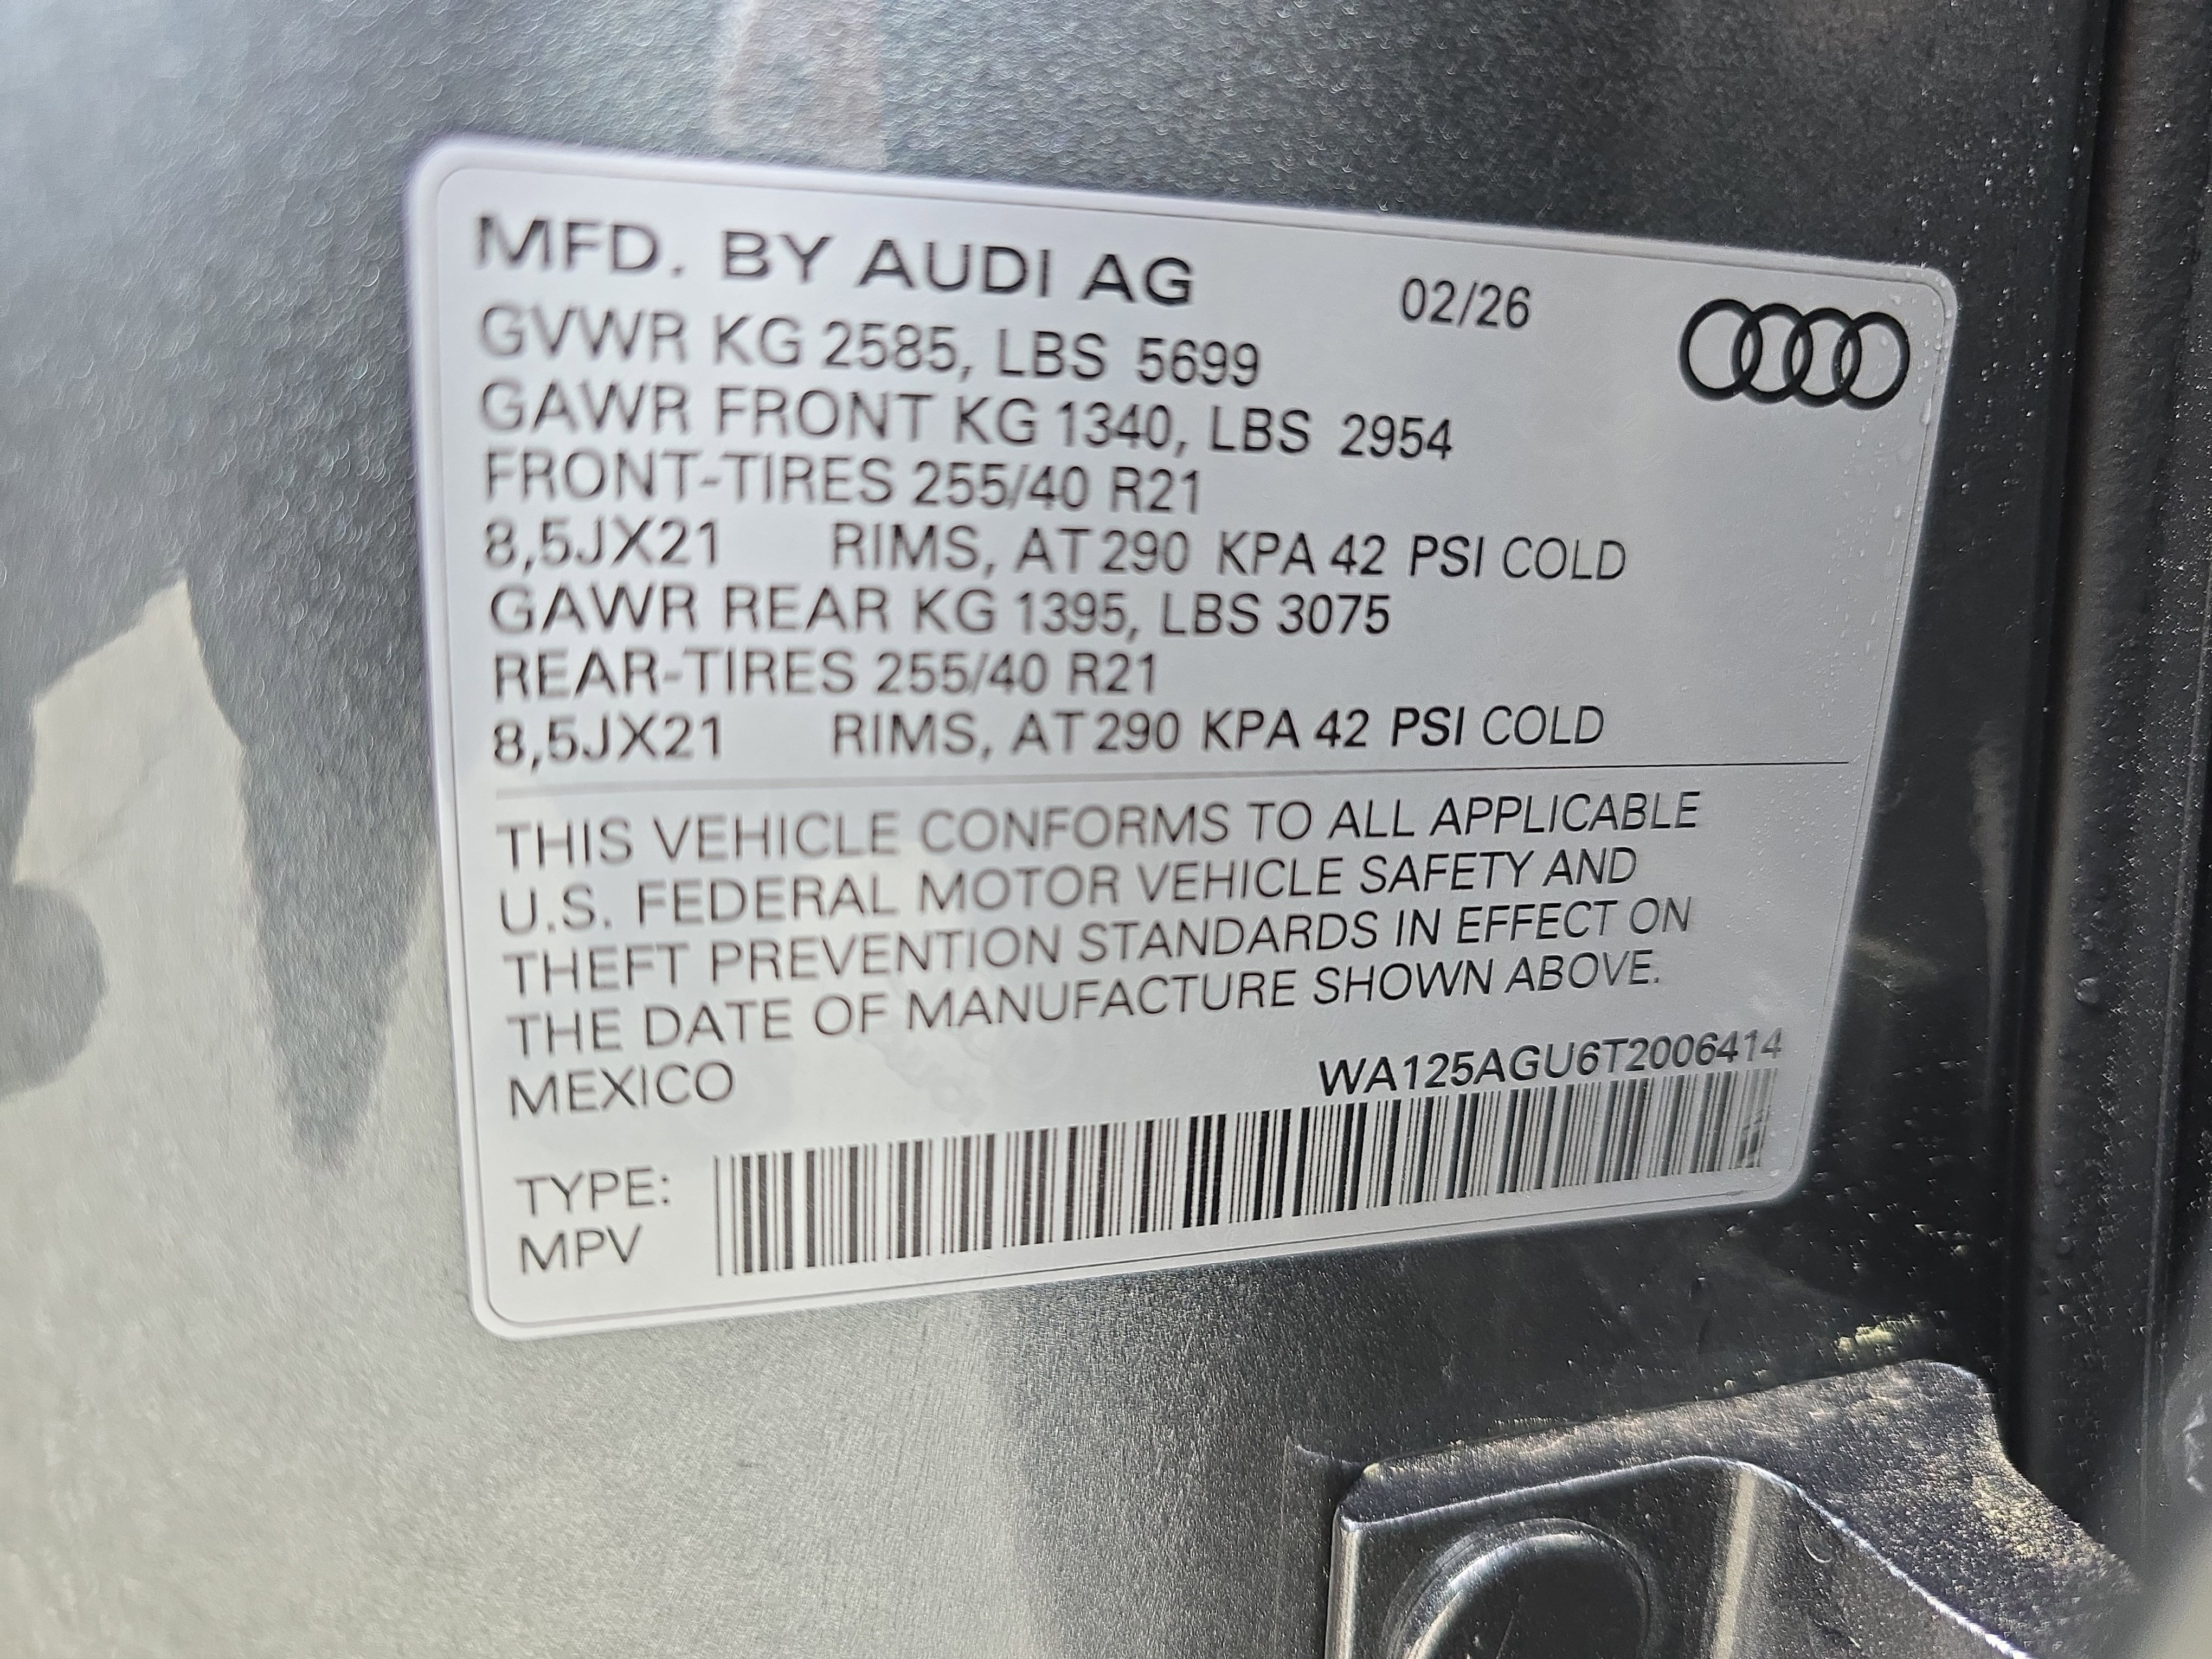 MFD. BY AUDI AG 02/26
GVWR KG 2585, LBS 5699
GAWR FRONT KG 1340, LBS 2954
FRONT-TIRES 255/40 R21
8,5JX21 RIMS, AT 290 KPA 42 PSI COLD
GAWR REAR KG 1395, LBS 3075
REAR-TIRES 255/40 R21
8,5JX21 RIMS, AT 290 KPA 42 PSI COLD
THIS VEHICLE CONFORMS TO ALL APPLICABLE
U.S. FEDERAL MOTOR VEHICLE SAFETY AND
THEFT PREVENTION STANDARDS IN EFFECT ON
THE DATE OF MANUFACTURE SHOWN ABOVE.
MEXICO WA125AGU6T2006414
TYPE:
MPV